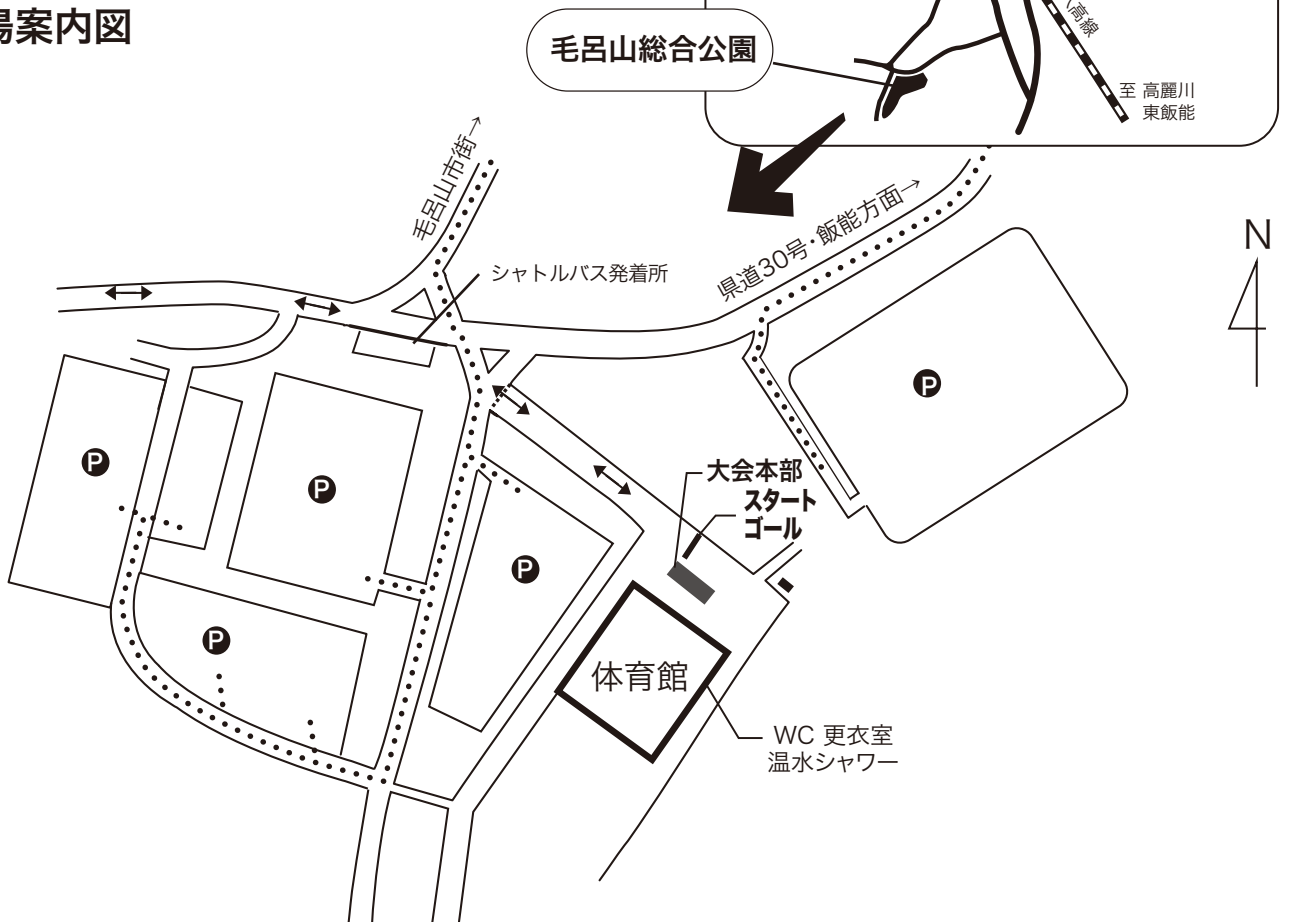 場案内図
毛呂山総合公園
高線
至 高麗川
東飯能
毛呂山市街→
県道30号・飯能方面→
N
シャトルバス発着所
P
P
P
大会本部
スタート
ゴール
P
P
体育館
WC 更衣室
温水シャワー